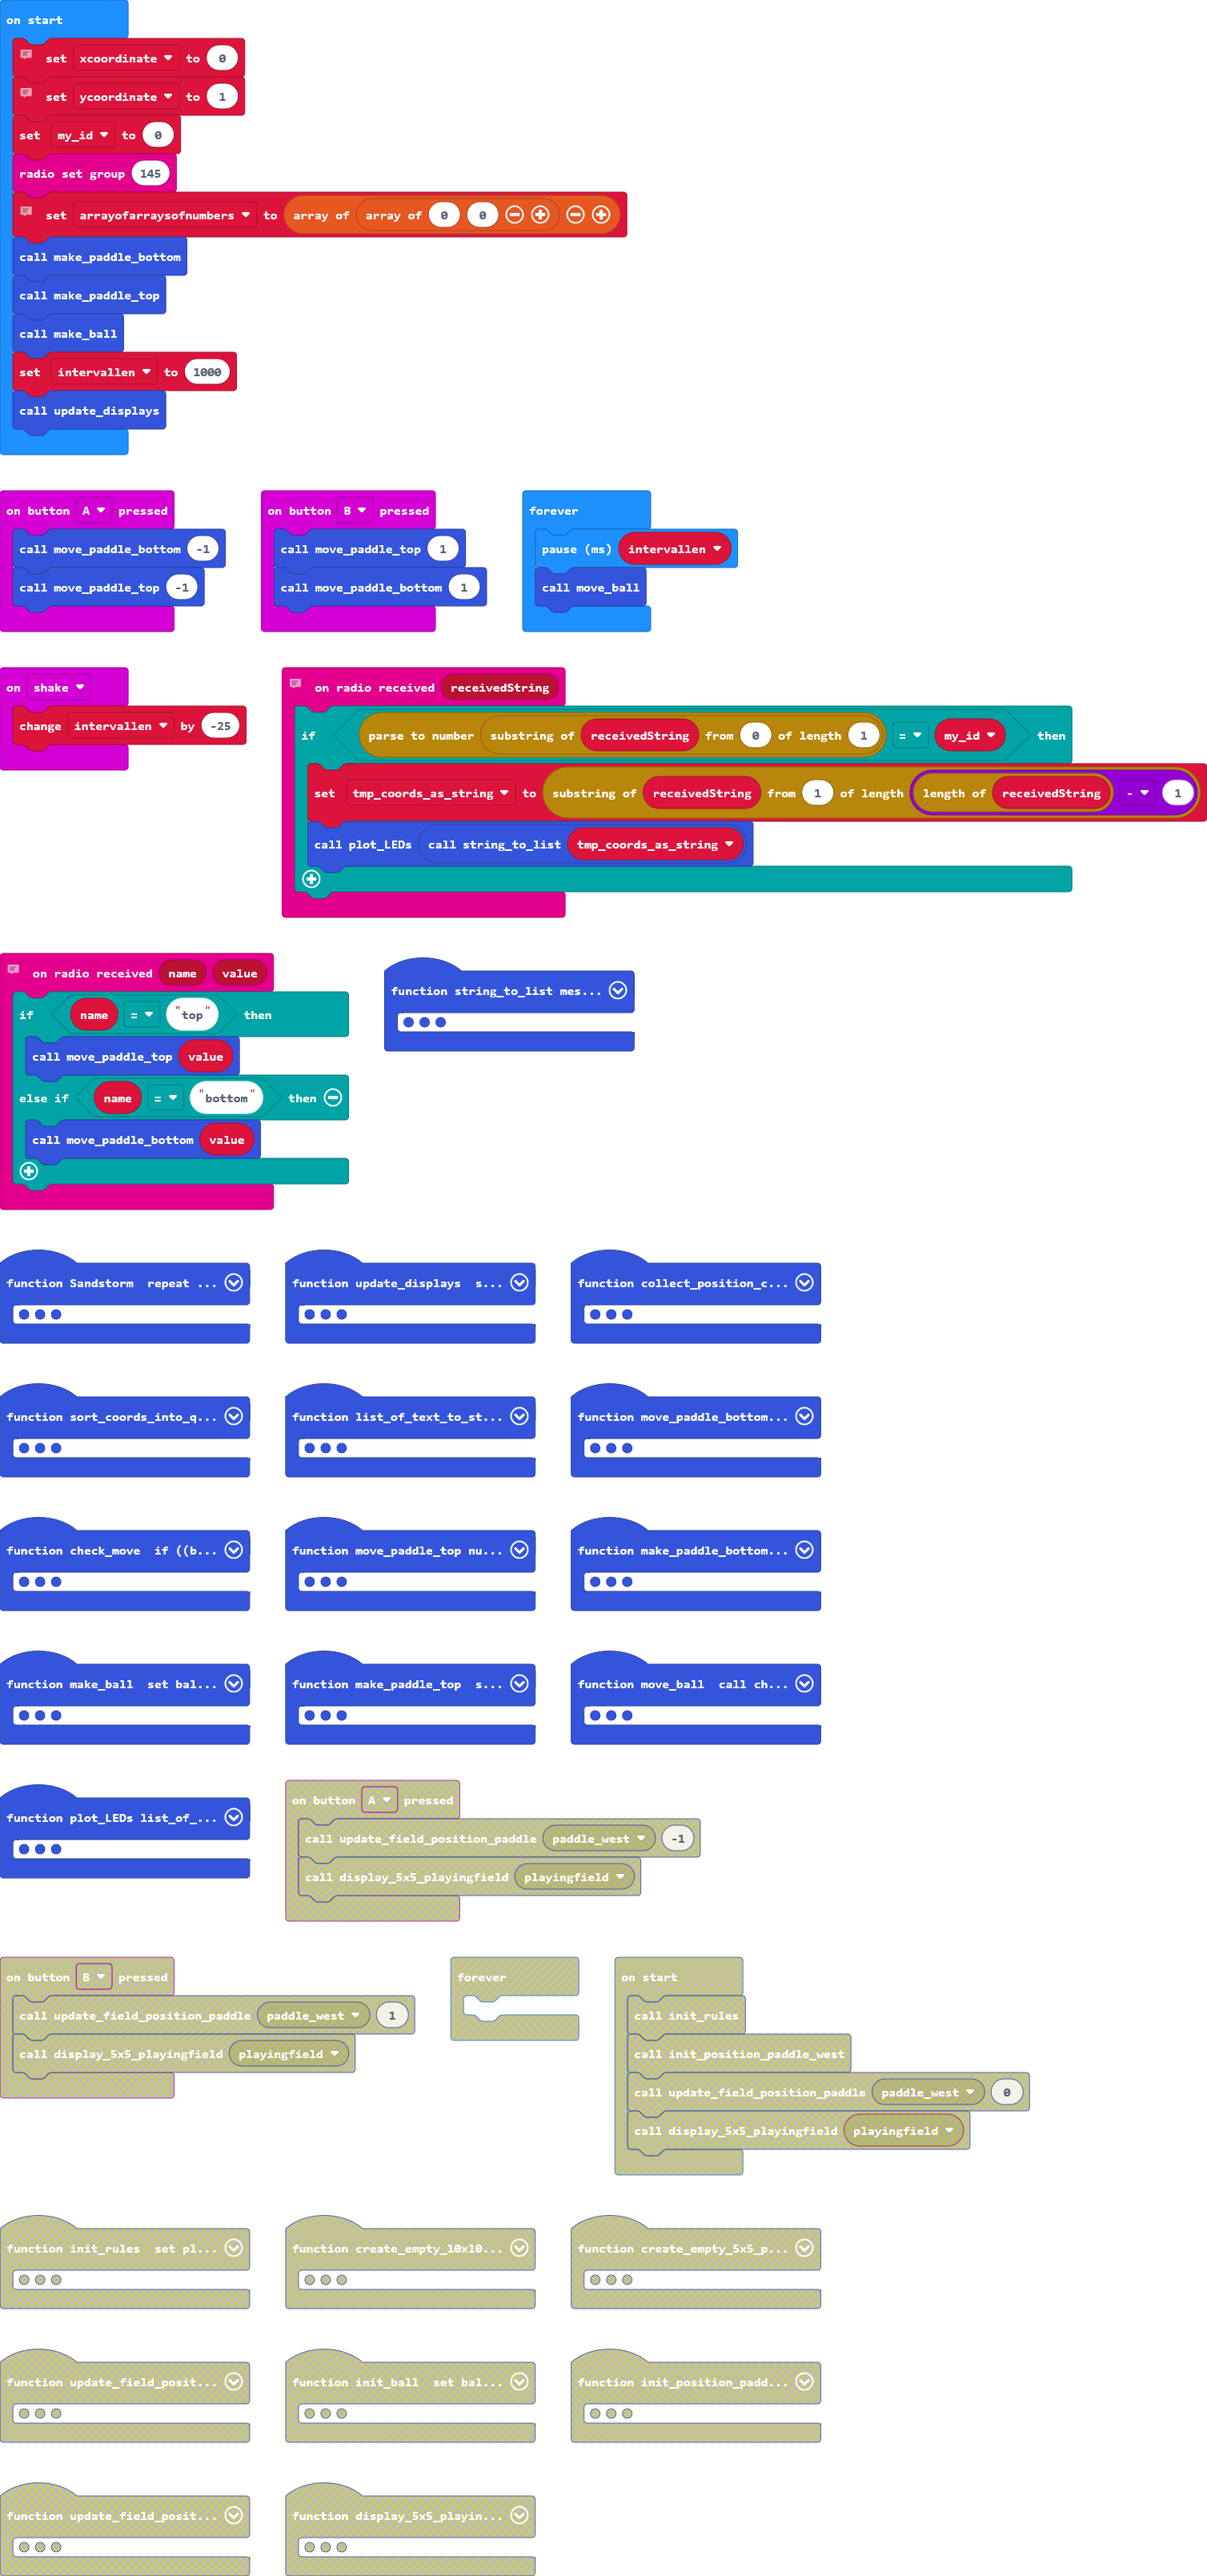 on start
set xcoordinate to 0
set ycoordinate to 1
set my_id to 0
radio set group 145
set arrayofarraysofnumbers to array of array of 0 0
call make_paddle_bottom
call make_paddle_top
call make_ball
set intervallen to 1000
call update_displays
on button A pressed
call move_paddle_bottom -1
call move_paddle_top -1
on button B pressed
call move_paddle_top 1
call move_paddle_bottom 1
forever
pause (ms) intervallen
call move_ball
on shake
change intervallen by -25
on radio received receivedString
if parse to number substring of receivedString from 0 of length 1 = my_id then
set tmp_coords_as_string to substring of receivedString from 1 of length length of receivedString - 1
call plot_LEDs call string_to_list tmp_coords_as_string
on radio received name value
if name = "top" then
call move_paddle_top value
else if name = "bottom" then
call move_paddle_bottom value
function string_to_list mes...
function Sandstorm repeat ...
function update_displays s...
function collect_position_c...
function sort_coords_into_q...
function list_of_text_to_st...
function move_paddle_bottom...
function check_move if ((b...
function move_paddle_top nu...
function make_paddle_bottom...
function make_ball set bal...
function make_paddle_top s...
function move_ball call ch...
function plot_LEDs list_of_...
on button A pressed
call update_field_position_paddle paddle_west -1
call display_5x5_playingfield playingfield
on button B pressed
call update_field_position_paddle paddle_west 1
call display_5x5_playingfield playingfield
forever
on start
call init_rules
call init_position_paddle_west
call update_field_position_paddle paddle_west 0
call display_5x5_playingfield playingfield
function init_rules set pl...
function create_empty_10x10...
function create_empty_5x5_p...
function update_field_posit...
function init_ball set bal...
function init_position_padd...
function update_field_posit...
function display_5x5_playin...